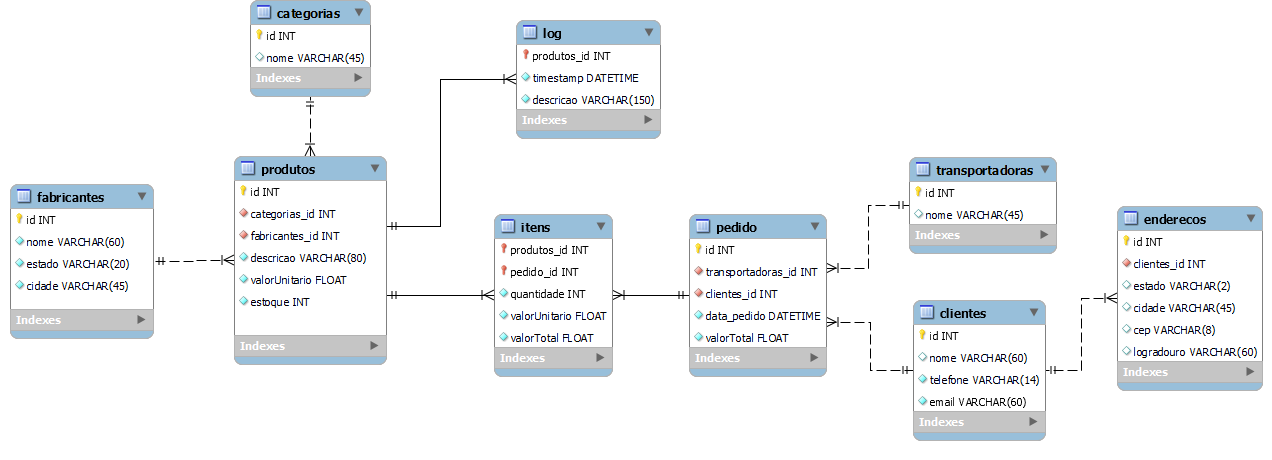 categorias
id INT
nome VARCHAR(45)
Indexes
log
produtos_id INT
timestamp DATETIME
descricao VARCHAR(150)
Indexes
fabricantes
id INT
nome VARCHAR(60)
estado VARCHAR(20)
cidade VARCHAR(45)
Indexes
produtos
id INT
categorias_id INT
fabricantes_id INT
descricao VARCHAR(80)
valorUnitario FLOAT
estoque INT
Indexes
itens
produtos_id INT
pedido_id INT
quantidade INT
valorUnitario FLOAT
valorTotal FLOAT
Indexes
pedido
id INT
transportadoras_id INT
clientes_id INT
data_pedido DATETIME
valorTotal FLOAT
Indexes
transportadoras
id INT
nome VARCHAR(45)
Indexes
clientes
id INT
nome VARCHAR(60)
telefone VARCHAR(14)
email VARCHAR(60)
Indexes
enderecos
id INT
clientes_id INT
estado VARCHAR(2)
cidade VARCHAR(45)
cep VARCHAR(8)
logradouro VARCHAR(60)
Indexes